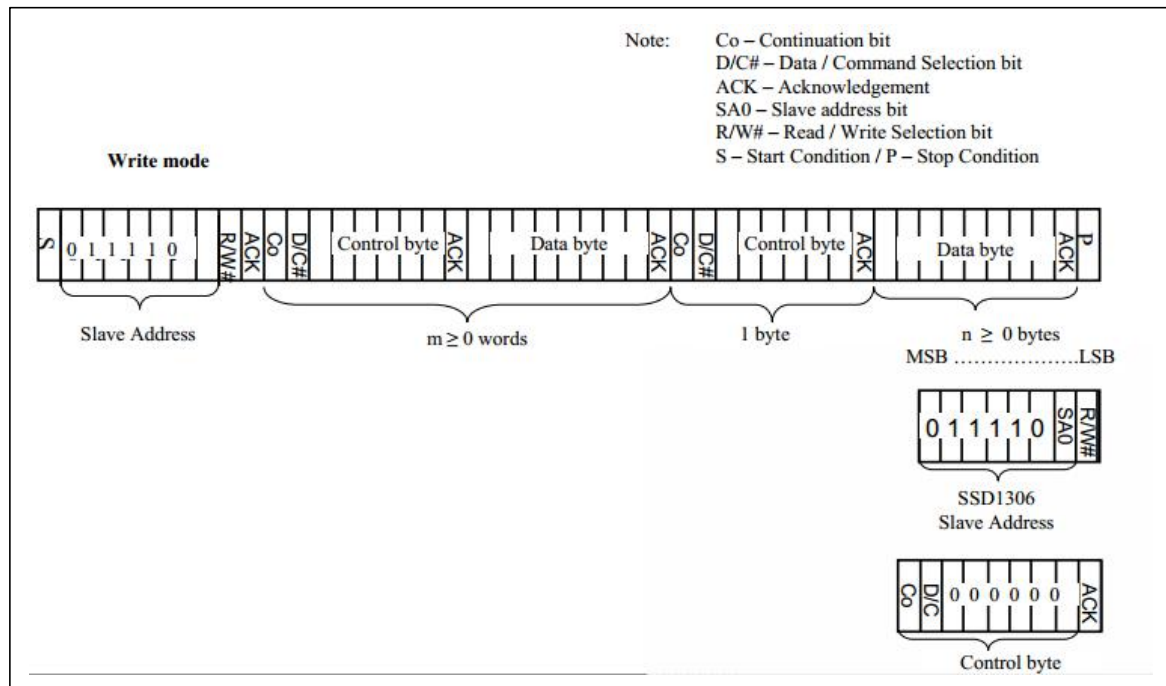 Note: Co – Continuation bit
D/C# – Data / Command Selection bit
ACK – Acknowledgement
SA0 – Slave address bit
R/W# – Read / Write Selection bit
S – Start Condition / P – Stop Condition
Write mode
S 0 1 1 1 1 0 R/W# ACK Co D/C# Control byte ACK Data byte ACK Co D/C# Control byte ACK Data byte ACK P
Slave Address m ≥ 0 words 1 byte n ≥ 0 bytes
MSB ………………….LSB
0 1 1 1 1 0 SA0 R/W#
SSD1306
Slave Address
Co D/C 0 0 0 0 0 0 ACK
Control byte